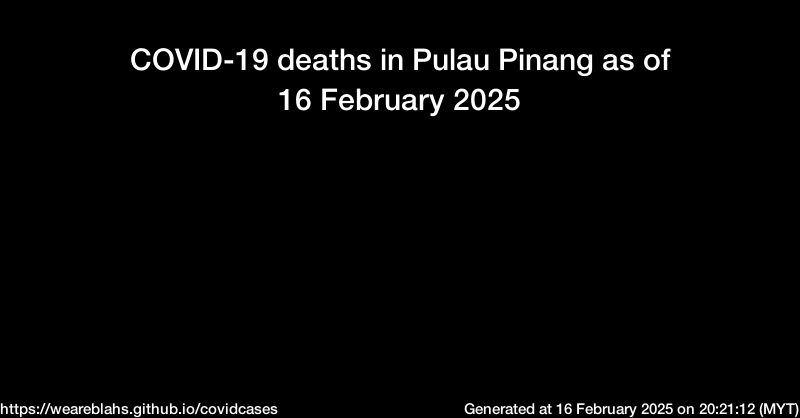 COVID-19 deaths in Pulau Pinang as of
16 February 2025
https://weareblahs.github.io/covidcases
Generated at 16 February 2025 on 20:21:12 (MYT)